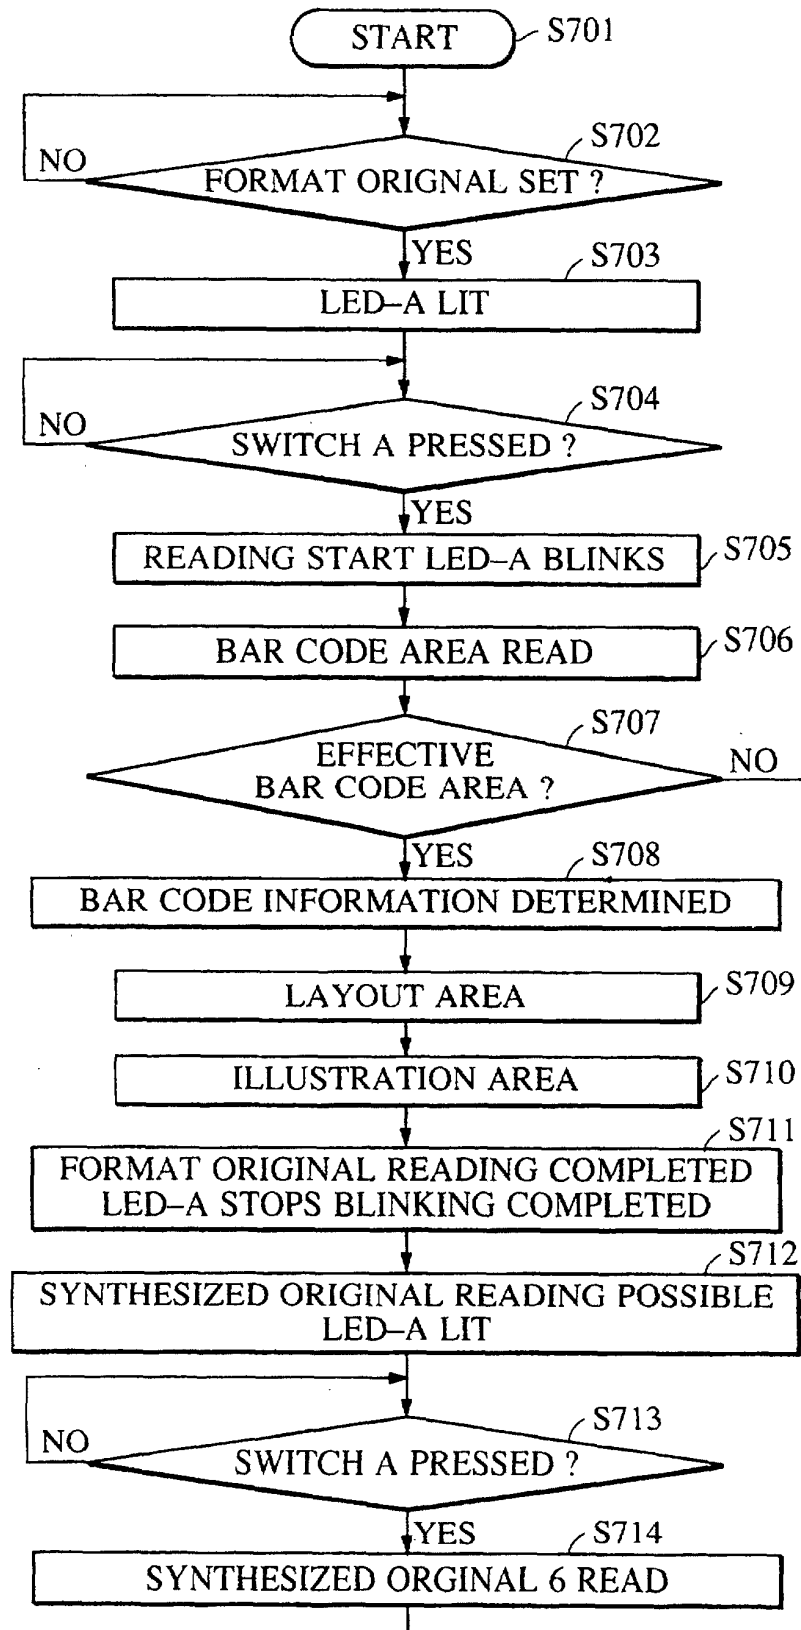 START
S701
S702
NO
FORMAT ORIGNAL SET ?
YES
S703
LED–A LIT
S704
NO
SWITCH A PRESSED ?
YES
READING START LED–A BLINKS
S705
BAR CODE AREA READ
S706
S707
EFFECTIVE
BAR CODE AREA ?
NO
YES
S708
BAR CODE INFORMATION DETERMINED
LAYOUT AREA
S709
ILLUSTRATION AREA
S710
S711
FORMAT ORIGINAL READING COMPLETED
LED–A STOPS BLINKING COMPLETED
S712
SYNTHESIZED ORIGINAL READING POSSIBLE
LED–A LIT
S713
NO
SWITCH A PRESSED ?
YES
S714
SYNTHESIZED ORGINAL 6 READ